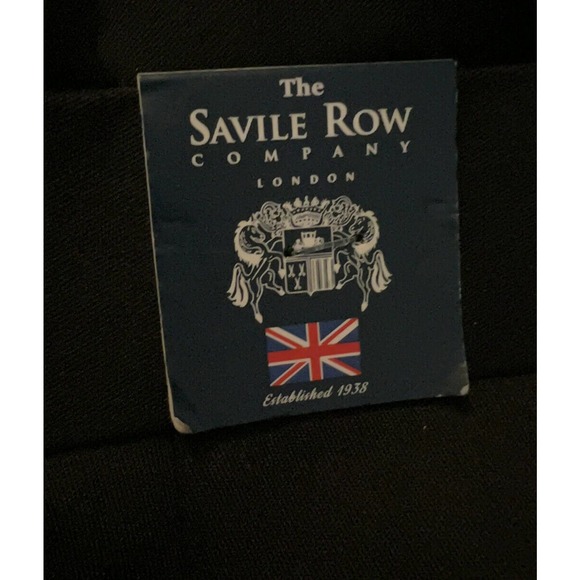 The
SAVILE ROW
COMPANY
LONDON
Established 1938